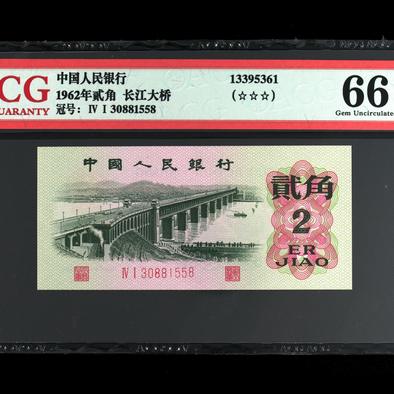 CG
UARANTY
中国人民银行
1962年贰角 长江大桥
冠号: IV I 30881558
13395361
(☆☆☆)
66
Gem Uncirculated
中國人民銀行
貳角
2
ER
JIAO
IV I 30881558